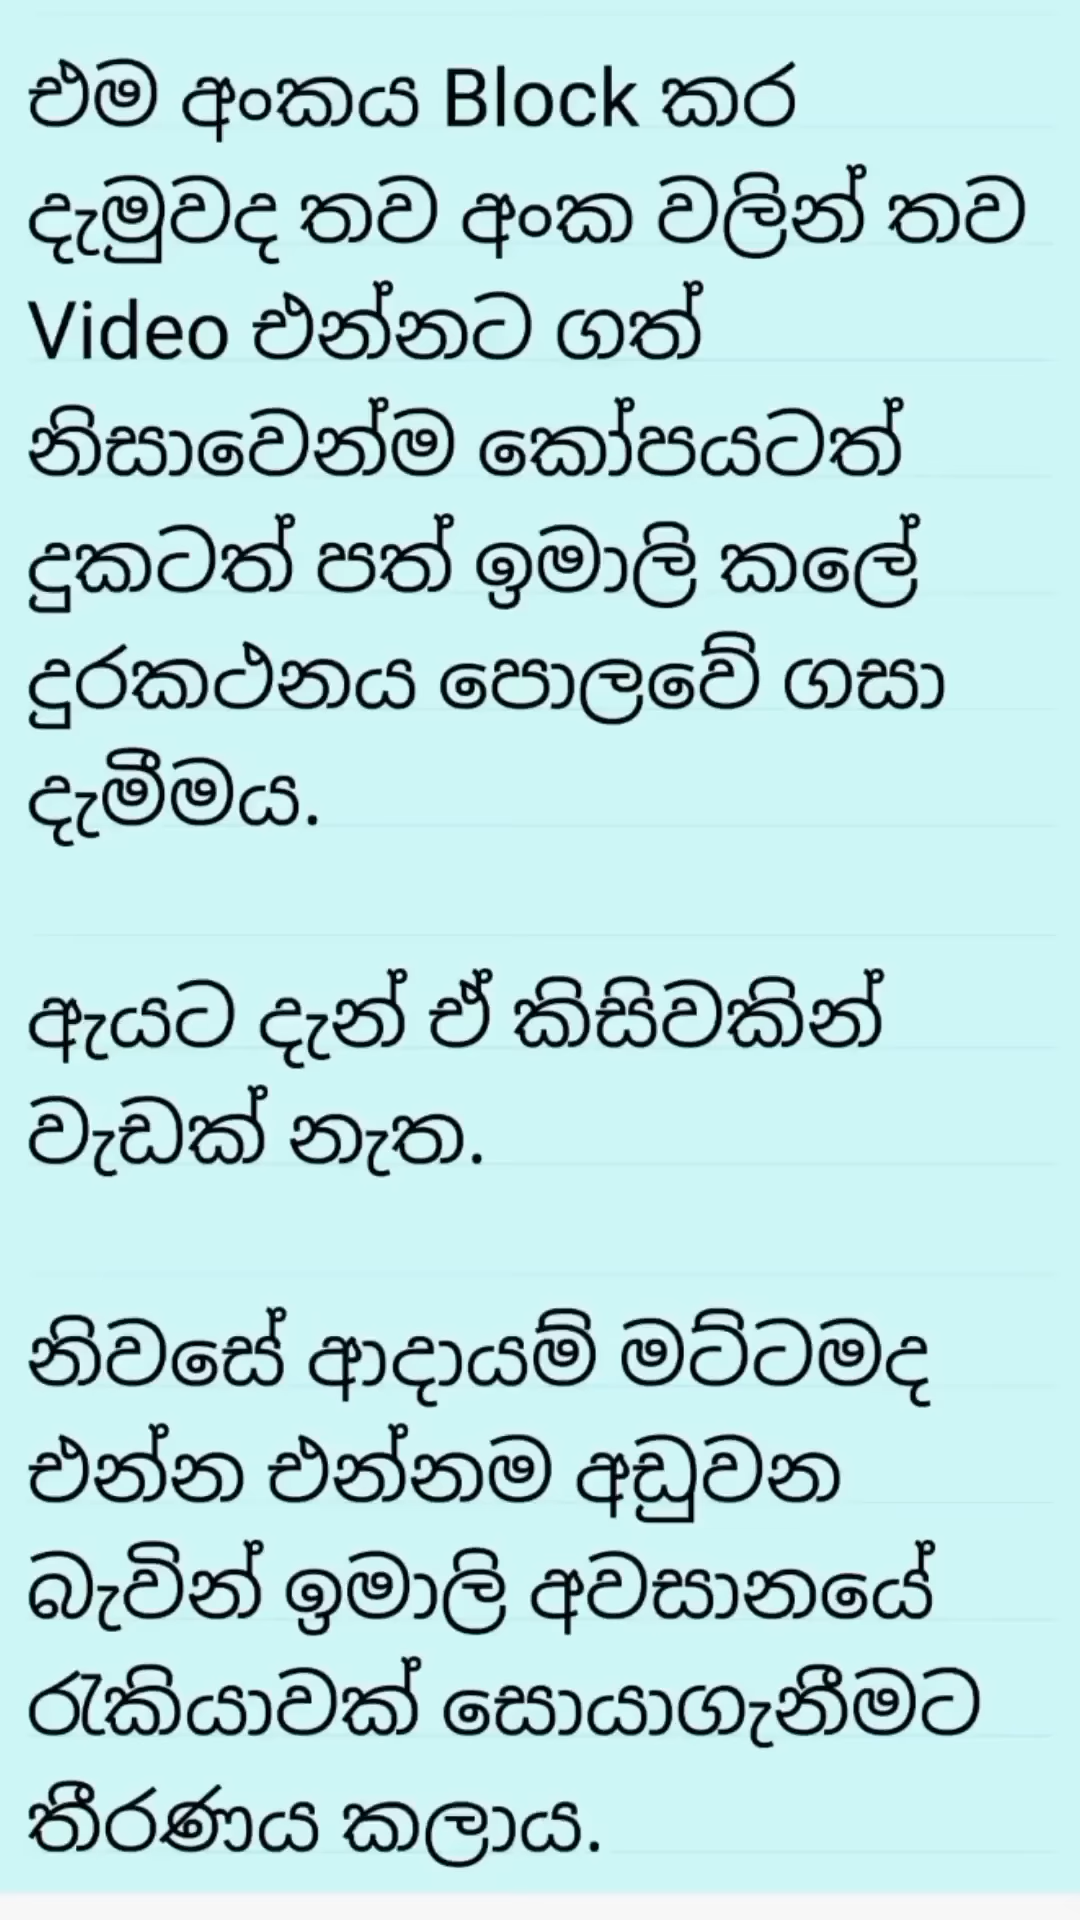 එම අංකය Block කර
දැමුවද තව අංක වලින් තව
Video එන්නට ගත්
නිසාවෙන්ම කෝපයටත්
දුකටත් පත් ඉමාලි කලේ
දුරකථනය පොලවේ ගසා
දැමීමය.
ඇයට දැන් ඒ කිසිවකින්
වැඩක් නැත.
නිවසේ ආදායම් මට්ටමද
එන්න එන්නම අඩුවන
බැවින් ඉමාලි අවසානයේ
රැකියාවක් සොයාගැනීමට
තීරණය කලාය.